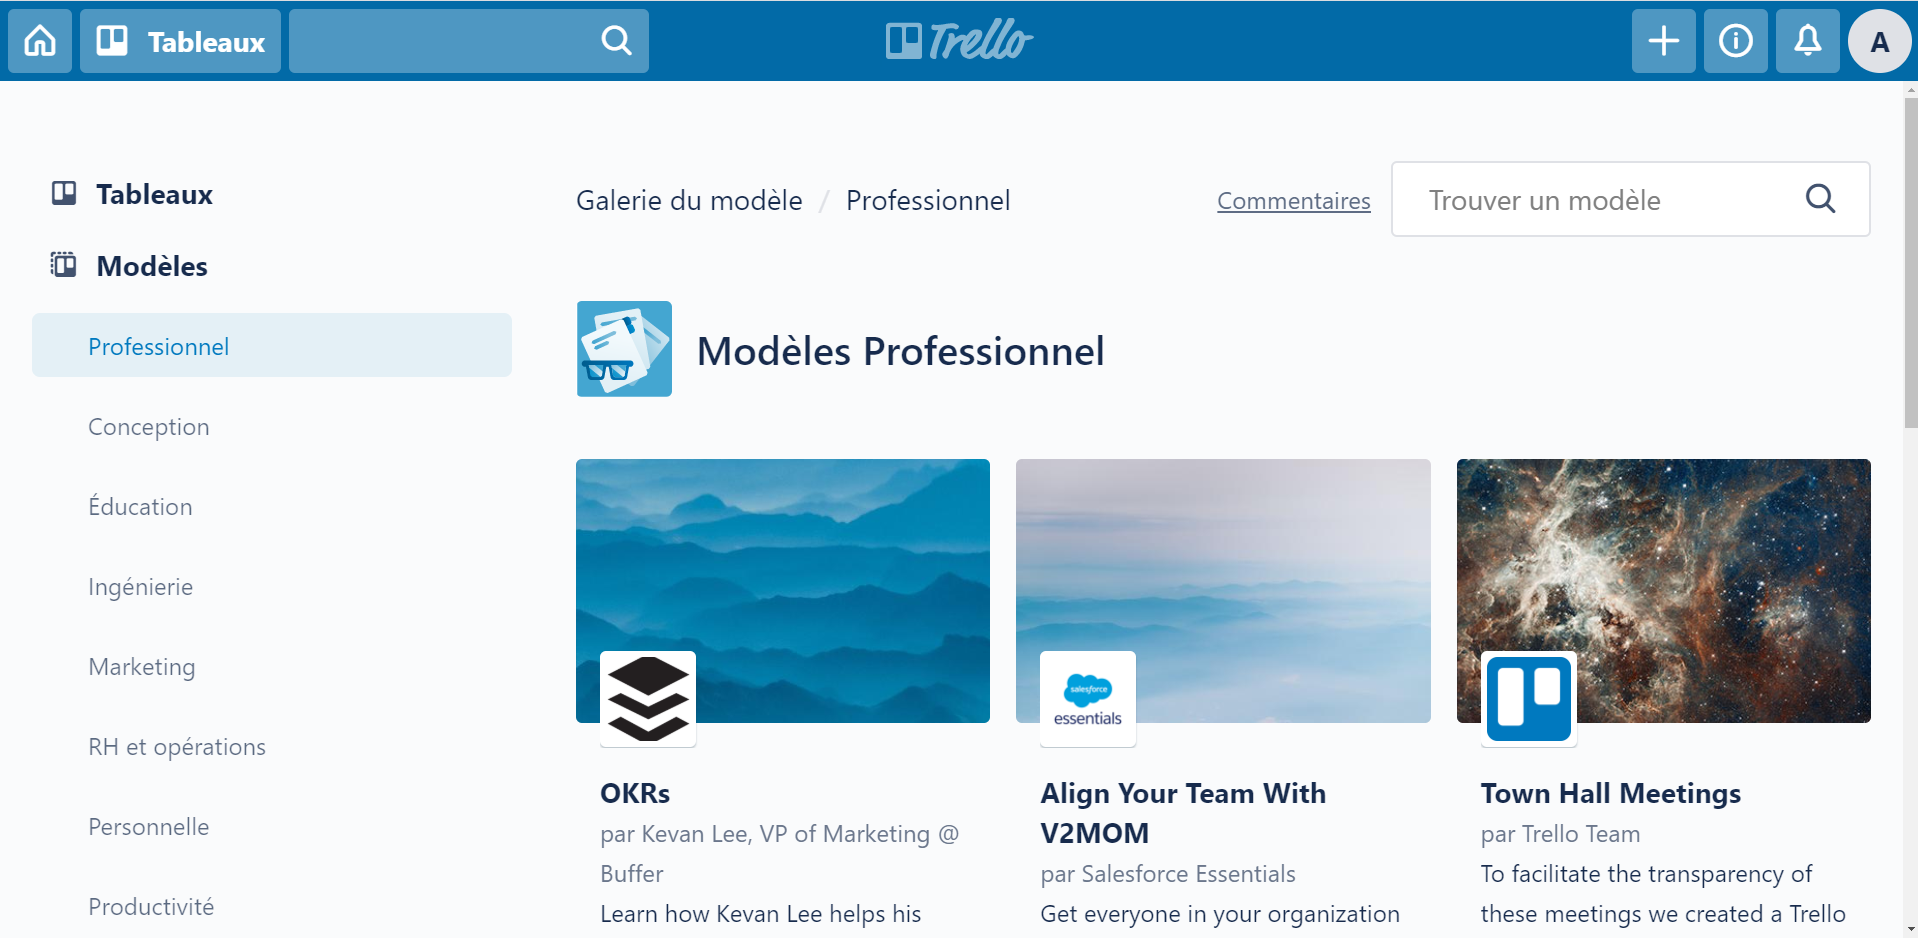 Tableaux
Trello
A
Tableaux
Modèles
Professionnel
Conception
Éducation
Ingénierie
Marketing
RH et opérations
Personnelle
Productivité
Galerie du modèle / Professionnel
Commentaires
Trouver un modèle
Modèles Professionnel
OKRs
par Kevan Lee, VP of Marketing @
Buffer
Learn how Kevan Lee helps his
salesforce
essentials
Align Your Team With
V2MOM
par Salesforce Essentials
Get everyone in your organization
Town Hall Meetings
par Trello Team
To facilitate the transparency of
these meetings we created a Trello